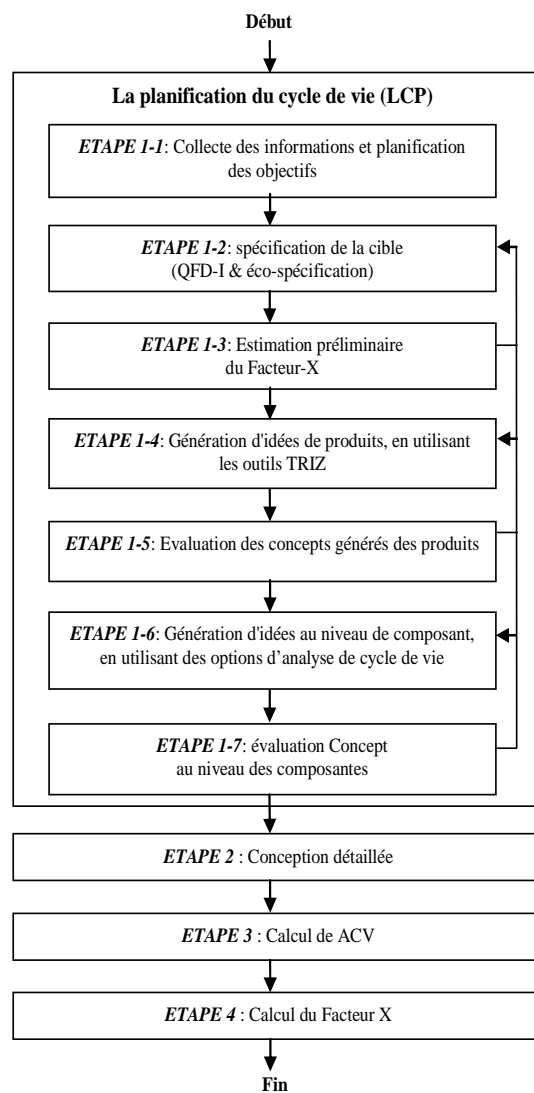 Début
La planification du cycle de vie (LCP)
ETAPE 1-1: Collecte des informations et planification
des objectifs
ETAPE 1-2: spécification de la cible
(QFD-I & éco-spécification)
ETAPE 1-3: Estimation préliminaire
du Facteur-X
ETAPE 1-4: Génération d'idées de produits, en utilisant
les outils TRIZ
ETAPE 1-5: Evaluation des concepts générés des produits
ETAPE 1-6: Génération d'idées au niveau de composant,
en utilisant des options d’analyse de cycle de vie
ETAPE 1-7: évaluation Concept
au niveau des composantes
ETAPE 2 : Conception détaillée
ETAPE 3 : Calcul de ACV
ETAPE 4 : Calcul du Facteur X
Fin